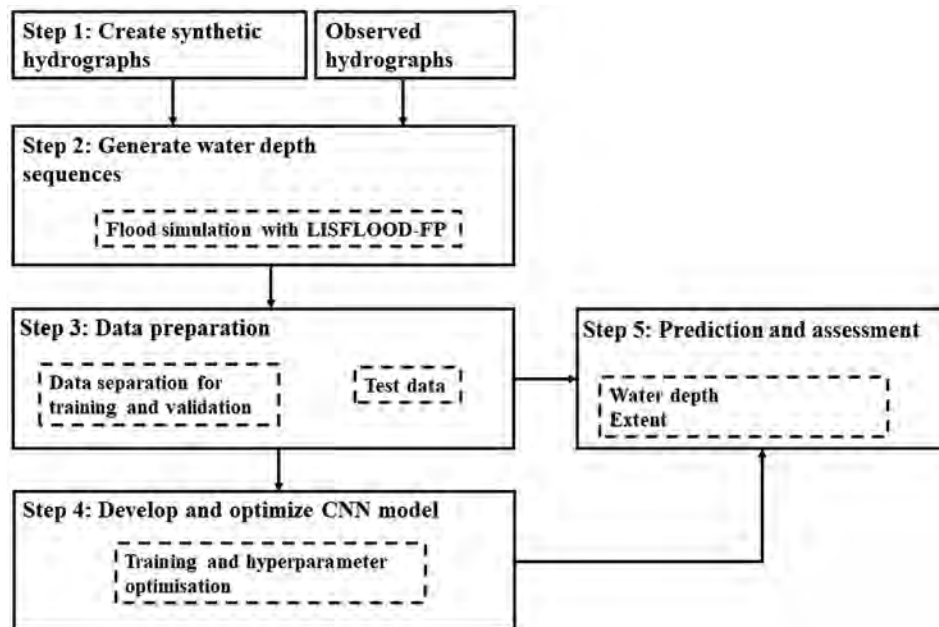 Step 1: Create synthetic
hydrographs
Observed
hydrographs
Step 2: Generate water depth
sequences
Flood simulation with LISFLOOD-FP
Step 3: Data preparation
Data separation for
training and validation
Test data
Step 5: Prediction and assessment
Water depth
Extent
Step 4: Develop and optimize CNN model
Training and hyperparameter
optimisation